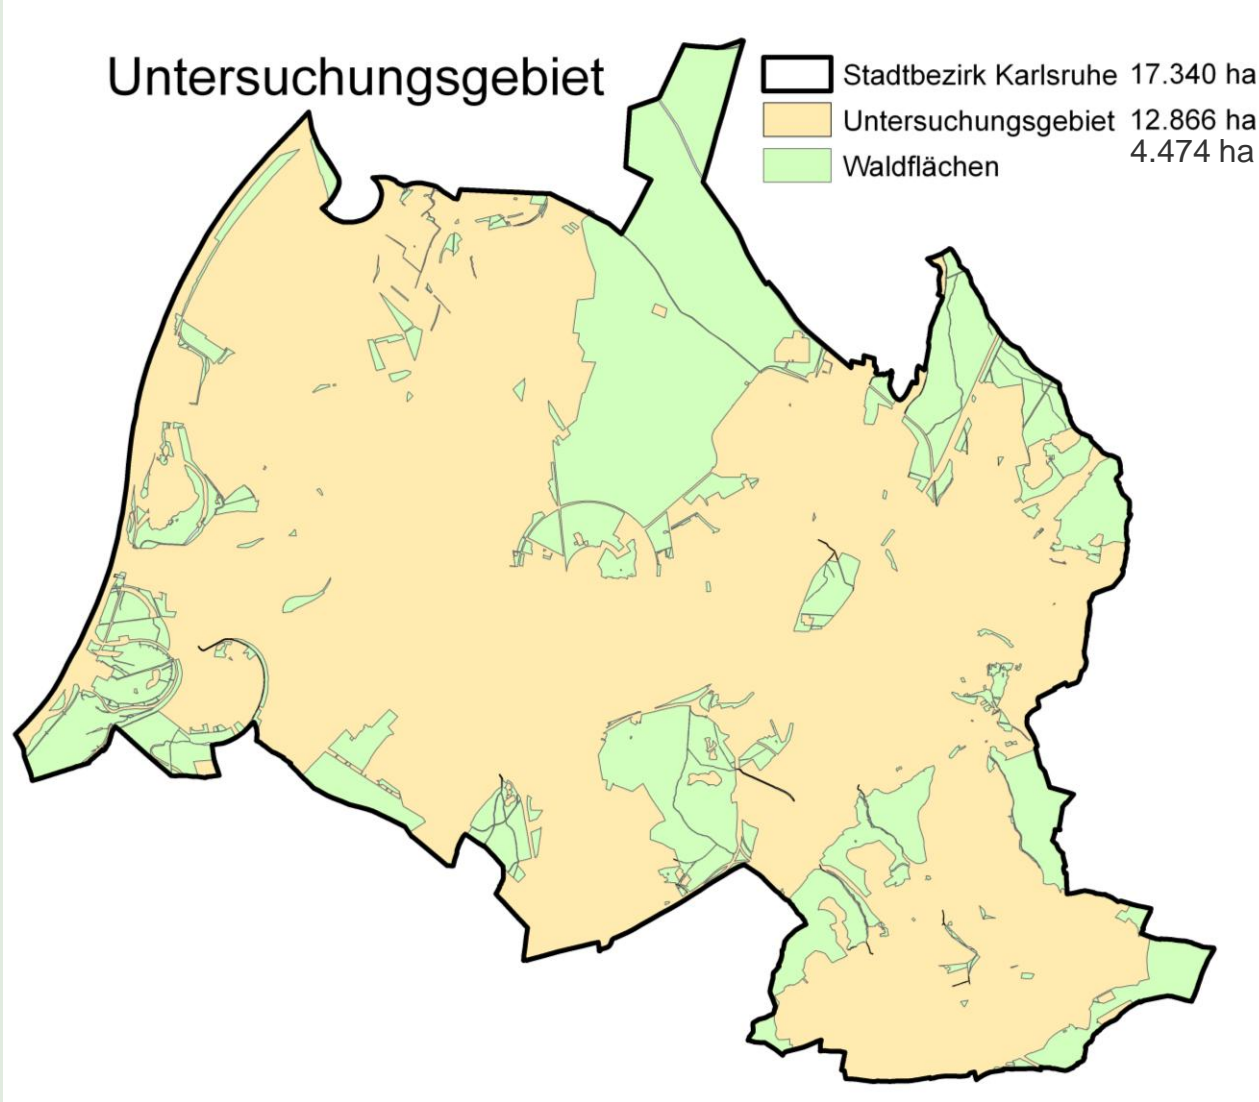 Untersuchungsgebiet
Stadtbezirk Karlsruhe 17.340 ha
Untersuchungsgebiet 12.866 ha
Waldflächen 4.474 ha